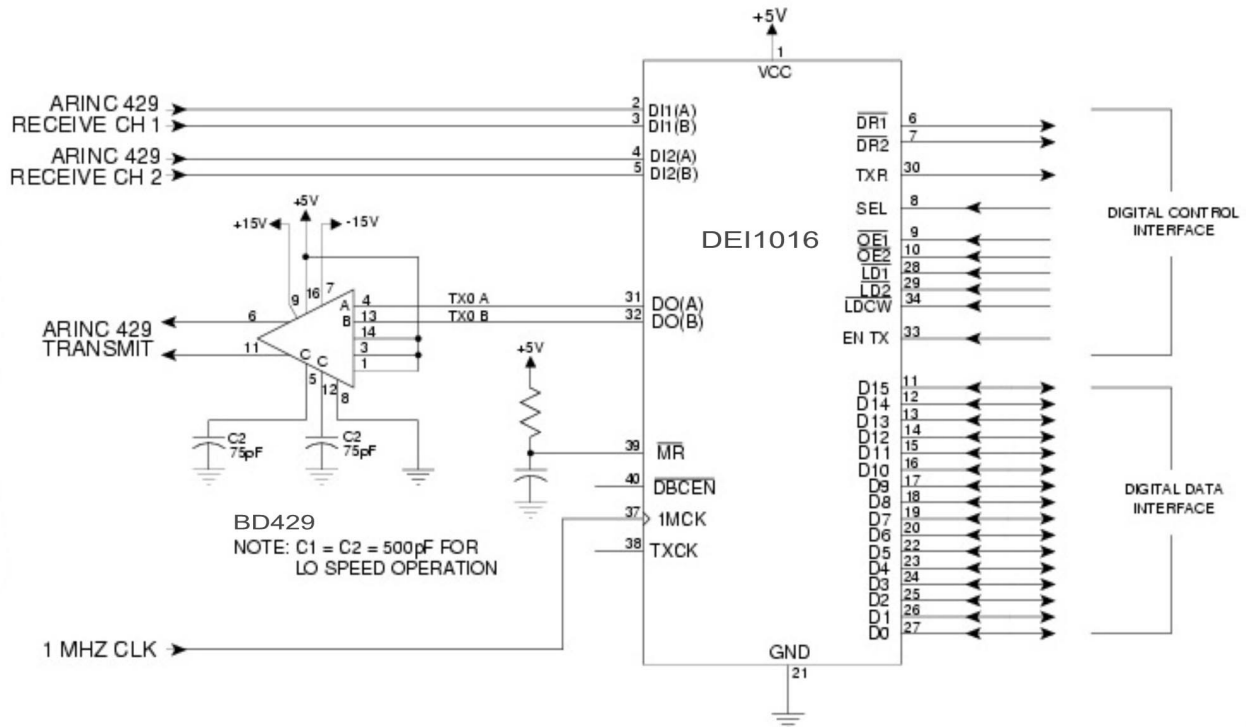 +5V
1
VCC
ARINC 429
RECEIVE CH 1
2
DI1(A)
3
DI1(B)
ARINC 429
RECEIVE CH 2
4
DI2(A)
5
DI2(B)
DR1
6
DR2
7
TXR
30
SEL
8
OE1
9
OE2
10
LD1
28
LD2
29
LDCW
34
EN TX
33
DIGITAL CONTROL
INTERFACE
DEI1016
+5V
+15V
-15V
9
16
7
A
4
TX0 A
31
DO(A)
B
13
TX0 B
32
DO(B)
14
3
1
6
11
ARINC 429
TRANSMIT
C
C
5
12
8
C2
75pF
C2
75pF
+5V
39
MR
40
DBCEN
37
1MCK
38
TXCK
BD429
NOTE: C1 = C2 = 500pF FOR
LO SPEED OPERATION
1 MHZ CLK
D15
11
D14
12
D13
13
D12
14
D11
15
D10
16
D9
17
D8
18
D7
19
D6
20
D5
22
D4
23
D3
24
D2
25
D1
26
D0
27
DIGITAL DATA
INTERFACE
GND
21